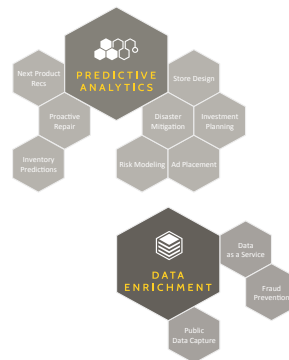 PREDICTIVE
ANALYTICS
Next Product
Recs
Store Design
Proactive
Repair
Disaster
Mitigation
Investment
Planning
Inventory
Predictions
Risk Modeling
Ad Placement
DATA
ENRICHMENT
Data
as a Service
Fraud
Prevention
Public
Data Capture